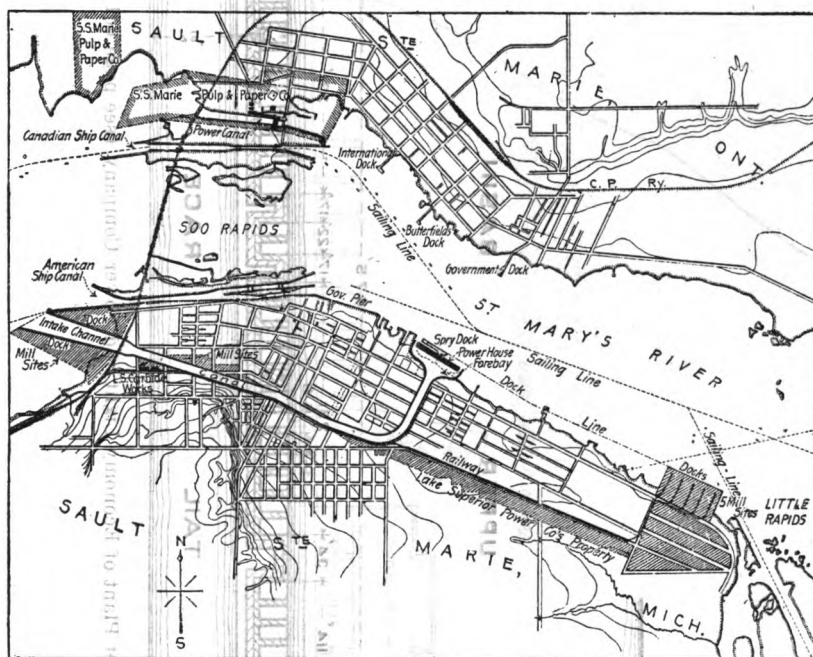 S.S. Marie
Pulp &
Paper Co.
SAULT
STE
MARIE
ONT.
S.S. Marie Pulp & Paper Co.
Power Canal
Canadian Ship Canal
International
Dock
C. P. Ry.
Sailing Line
SOO RAPIDS
Butterfields
Dock
Government Dock
American
Ship Canal
Gov. Pier
ST MARY'S RIVER
Dock
Intake Channel
Dock
Mill
Sites
Mill Sites
Spry Dock
Power House
Forebay
Sailing Line
Dock Line
L.S. Carbide
Works
Canal
Railway
Sailing Line
Docks
Mill
Sites
LITTLE
RAPIDS
Lake Superior Power Co's Property
SAULT
STE
MARIE,
MICH.
N
S